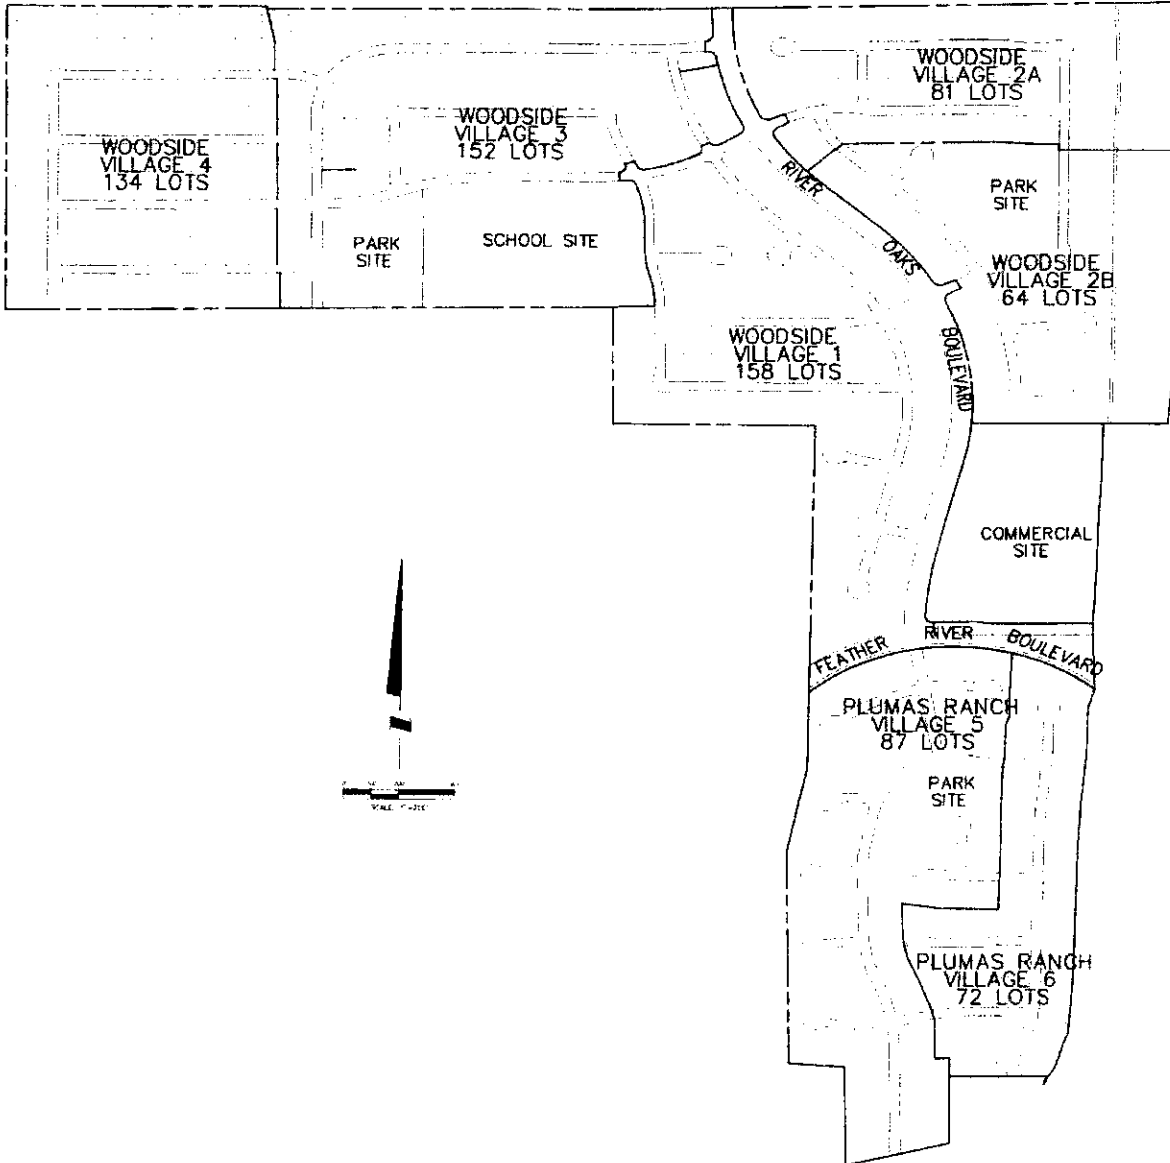 WOODSIDE
VILLAGE 2A
81 LOTS
WOODSIDE
VILLAGE 3
152 LOTS
WOODSIDE
VILLAGE 4
134 LOTS
RIVER
OAKS
BOULEVARD
PARK
SITE
PARK
SITE
SCHOOL SITE
WOODSIDE
VILLAGE 2B
64 LOTS
WOODSIDE
VILLAGE 1
158 LOTS
COMMERCIAL
SITE
FEATHER
RIVER
BOULEVARD
PLUMAS RANCH
VILLAGE 5
87 LOTS
PARK
SITE
PLUMAS RANCH
VILLAGE 6
72 LOTS